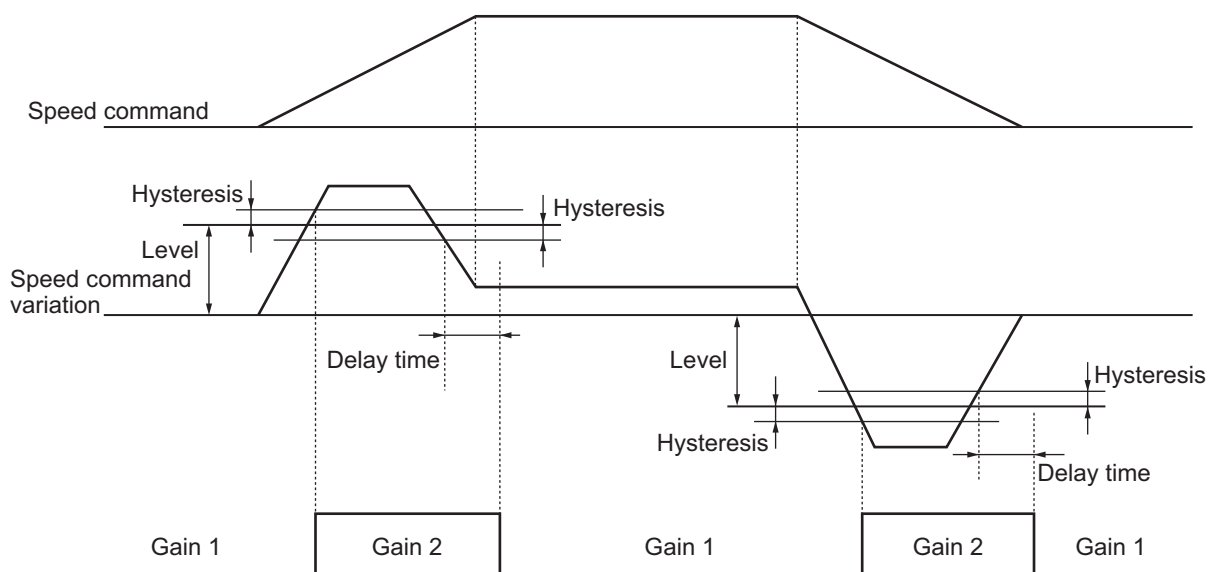 Speed command
Hysteresis
Hysteresis
Level
Speed command
variation
Delay time
Level
Hysteresis
Hysteresis
Delay time
Gain 1
Gain 2
Gain 1
Gain 2
Gain 1